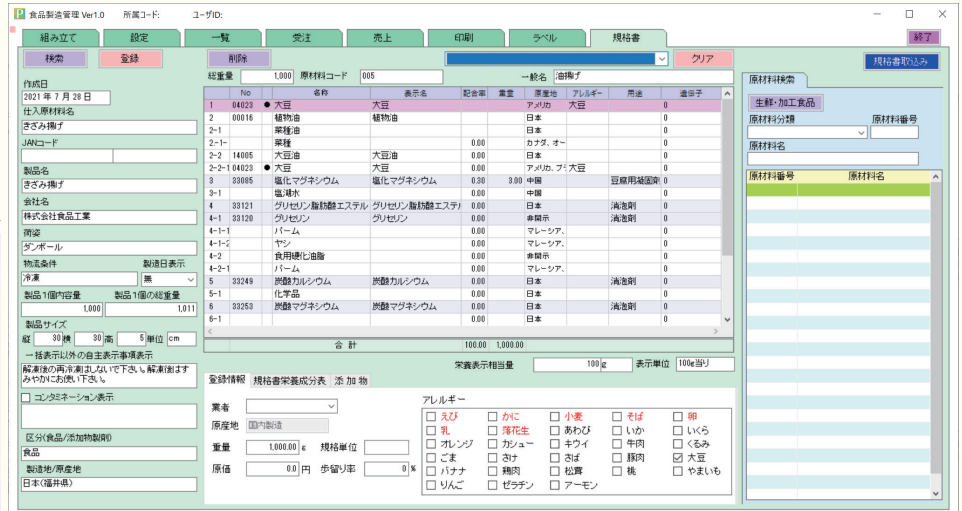 食品製造管理 Ver1.0 所属コード: ユーザID:
組み立て 設定 一覧 受注 売上 印刷 ラベル 規格書 終了
検索 登録 削除 クリア 規格書取込み
作成日
2021年 7月28日
仕入原材料名
きざみ揚げ
JANコード
製品名
きざみ揚げ
会社名
株式会社食品工業
荷姿
ダンボール
物流条件 製造日表示
冷凍 無
製品1個内容量 製品1個の総重量
1,000 1,011
製品サイズ
縦 30 横 30 高 5 単位 cm
一括表示以外の自主表示事項表示
解凍後の再冷凍はしないで下さい。解凍後はす
みやかにお使い下さい。
コンタミネーション表示
区分(食品/添加物製剤)
食品
製造地/原産地
日本(福井県)
総重量 1,000 原材料コード 005 一般名 油揚げ
No 名称 表示名 配合率 重量 原産地 アレルギー 用途 遺伝子
1 04023 ● 大豆 大豆 アメリカ 大豆 0
2 00016 植物油 植物油 日本 0
2-1 菜種油 日本 0
2-1- 菜種 0.00 カナダ、オー 0
2-2 14005 大豆油 大豆油 0.00 日本 0
2-2-1 04023 ● 大豆 大豆 0.00 アメリカ、ブラ 大豆 0
3 33085 塩化マグネシウム 塩化マグネシウム 0.30 3.00 中国 豆腐用凝固剤 0
3-1 塩湖水 0.00 中国 0
4 33121 グリセリン脂肪酸エステル グリセリン脂肪酸エステル 0.00 日本 消泡剤 0
4-1 33120 グリセリン グリセリン 0.00 非開示 消泡剤 0
4-1-1 パーム 0.00 マレーシア、 0
4-1-2 ヤシ 0.00 マレーシア、 0
4-2 食用硬化油脂 0.00 非開示 0
4-2-1 パーム 0.00 マレーシア、 0
5 33249 炭酸カルシウム 炭酸カルシウム 0.00 日本 消泡剤 0
5-1 化学品 0.00 日本 0
6 33253 炭酸マグネシウム 炭酸マグネシウム 0.00 日本 消泡剤 0
6-1 0.00 日本 0
合 計 100.00 1,000.00
栄養表示相当量 100 g 表示単位 100g当り
登録情報 規格書栄養成分表 添加物
業者
原産地 国内製造
重量 1,000.00 g 規格単位
原価 0.0 円 歩留り率 0 %
アレルギー
えび かに 小麦 そば 卵
乳 落花生 あわび いか いくら
オレンジ カシュー キウイ 牛肉 くるみ
ごま さけ さば 豚肉 大豆
バナナ 鶏肉 松茸 桃 やまいも
りんご ゼラチン アーモン
原材料検索
生鮮・加工食品
原材料分類 原材料番号
原材料名
原材料番号 原材料名